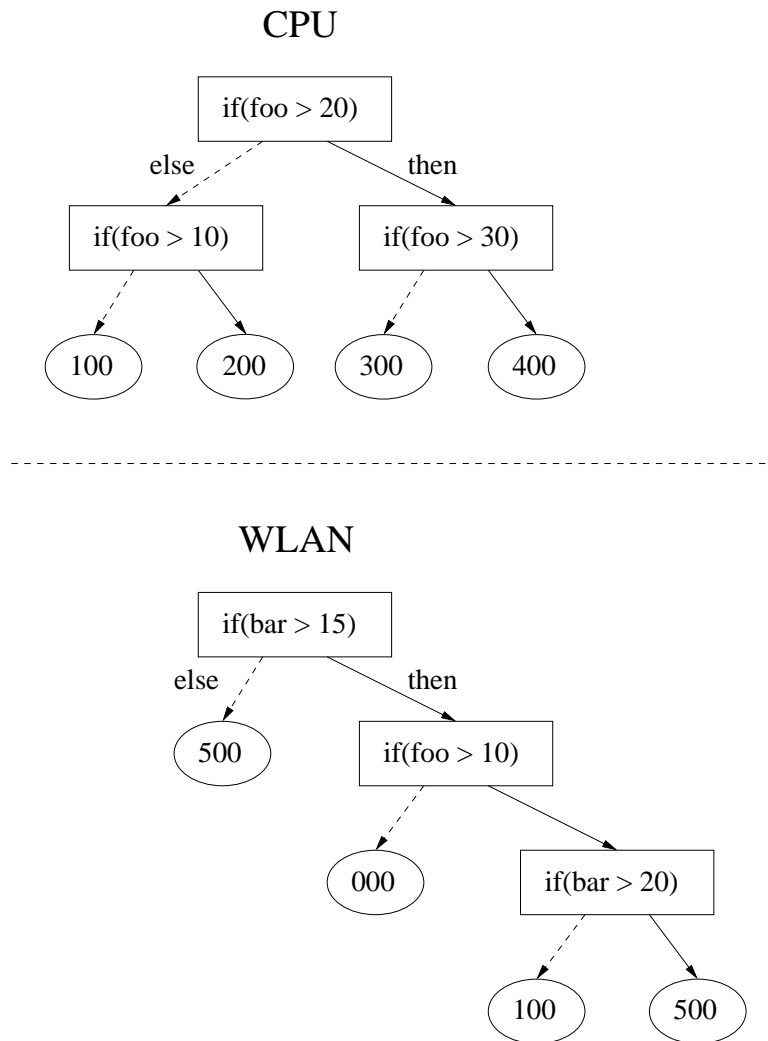 CPU
if(foo > 20)
else then
if(foo > 10) if(foo > 30)
100 200 300 400
WLAN
if(bar > 15)
else then
500 if(foo > 10)
000 if(bar > 20)
100 500